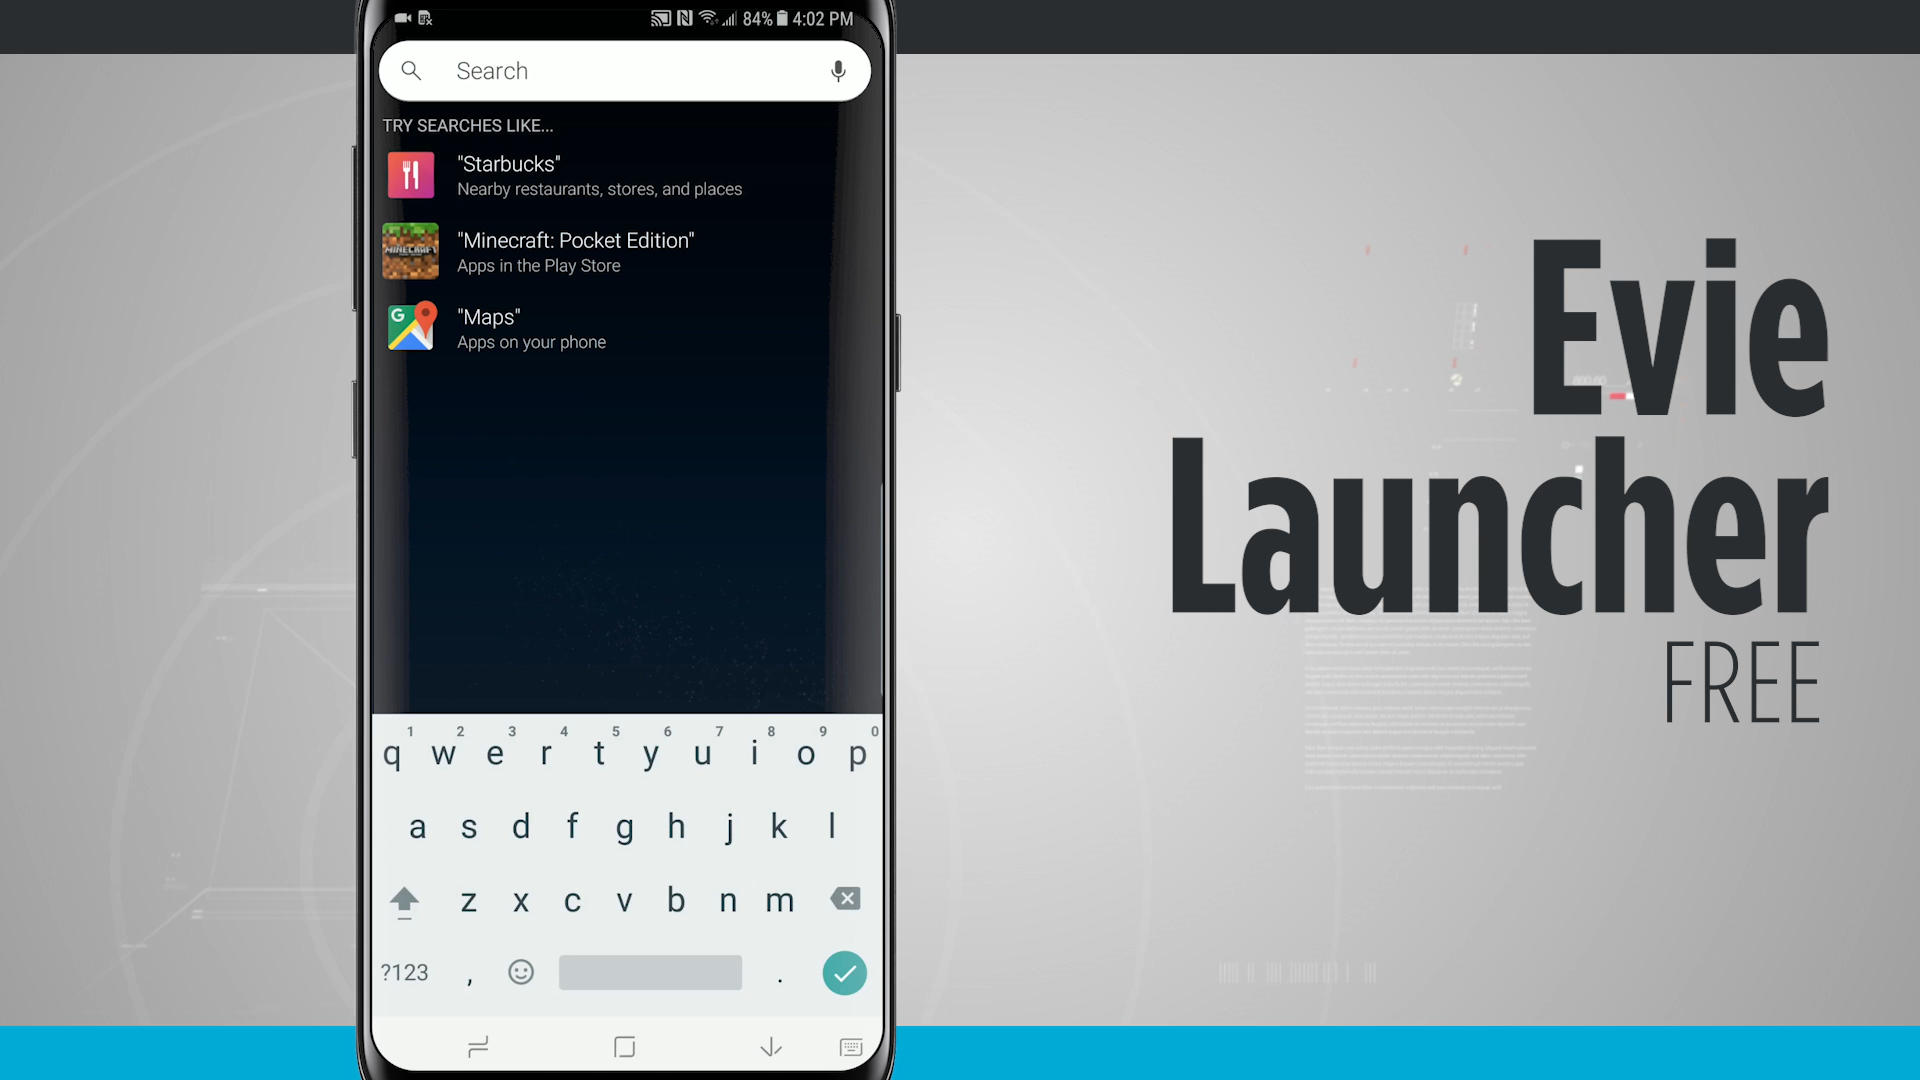 84% 4:02 PM
Search
TRY SEARCHES LIKE...
"Starbucks"
Nearby restaurants, stores, and places
MINECRAFT
"Minecraft: Pocket Edition"
Apps in the Play Store
G
"Maps"
Apps on your phone
1 2 3 4 5 6 7 8 9 0
q w e r t y u i o p
a s d f g h j k l
z x c v b n m
?123 , .
Evie
Launcher
FREE